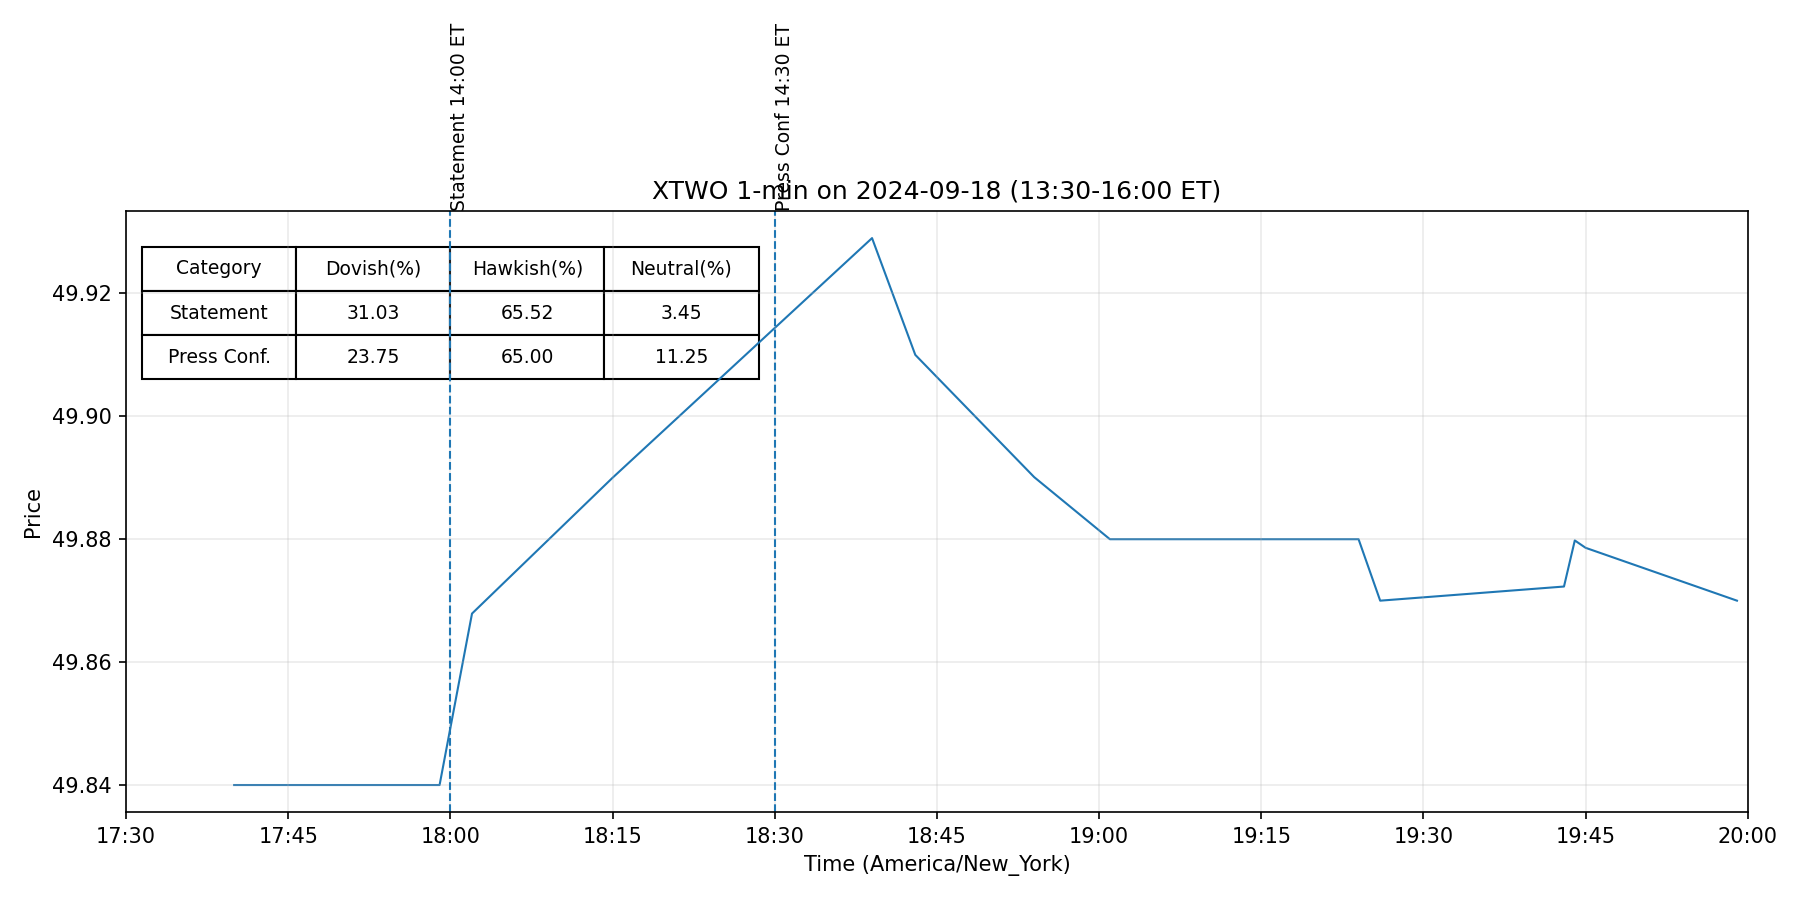 Statement 14:00 ET
Press Conf 14:30 ET
XTWO 1-min on 2024-09-18 (13:30-16:00 ET)
Category Dovish(%) Hawkish(%) Neutral(%)
Statement 31.03 65.52 3.45
Press Conf. 23.75 65.00 11.25
49.92
49.90
49.88
49.86
49.84
Price
17:30 17:45 18:00 18:15 18:30 18:45 19:00 19:15 19:30 19:45 20:00
Time (America/New_York)